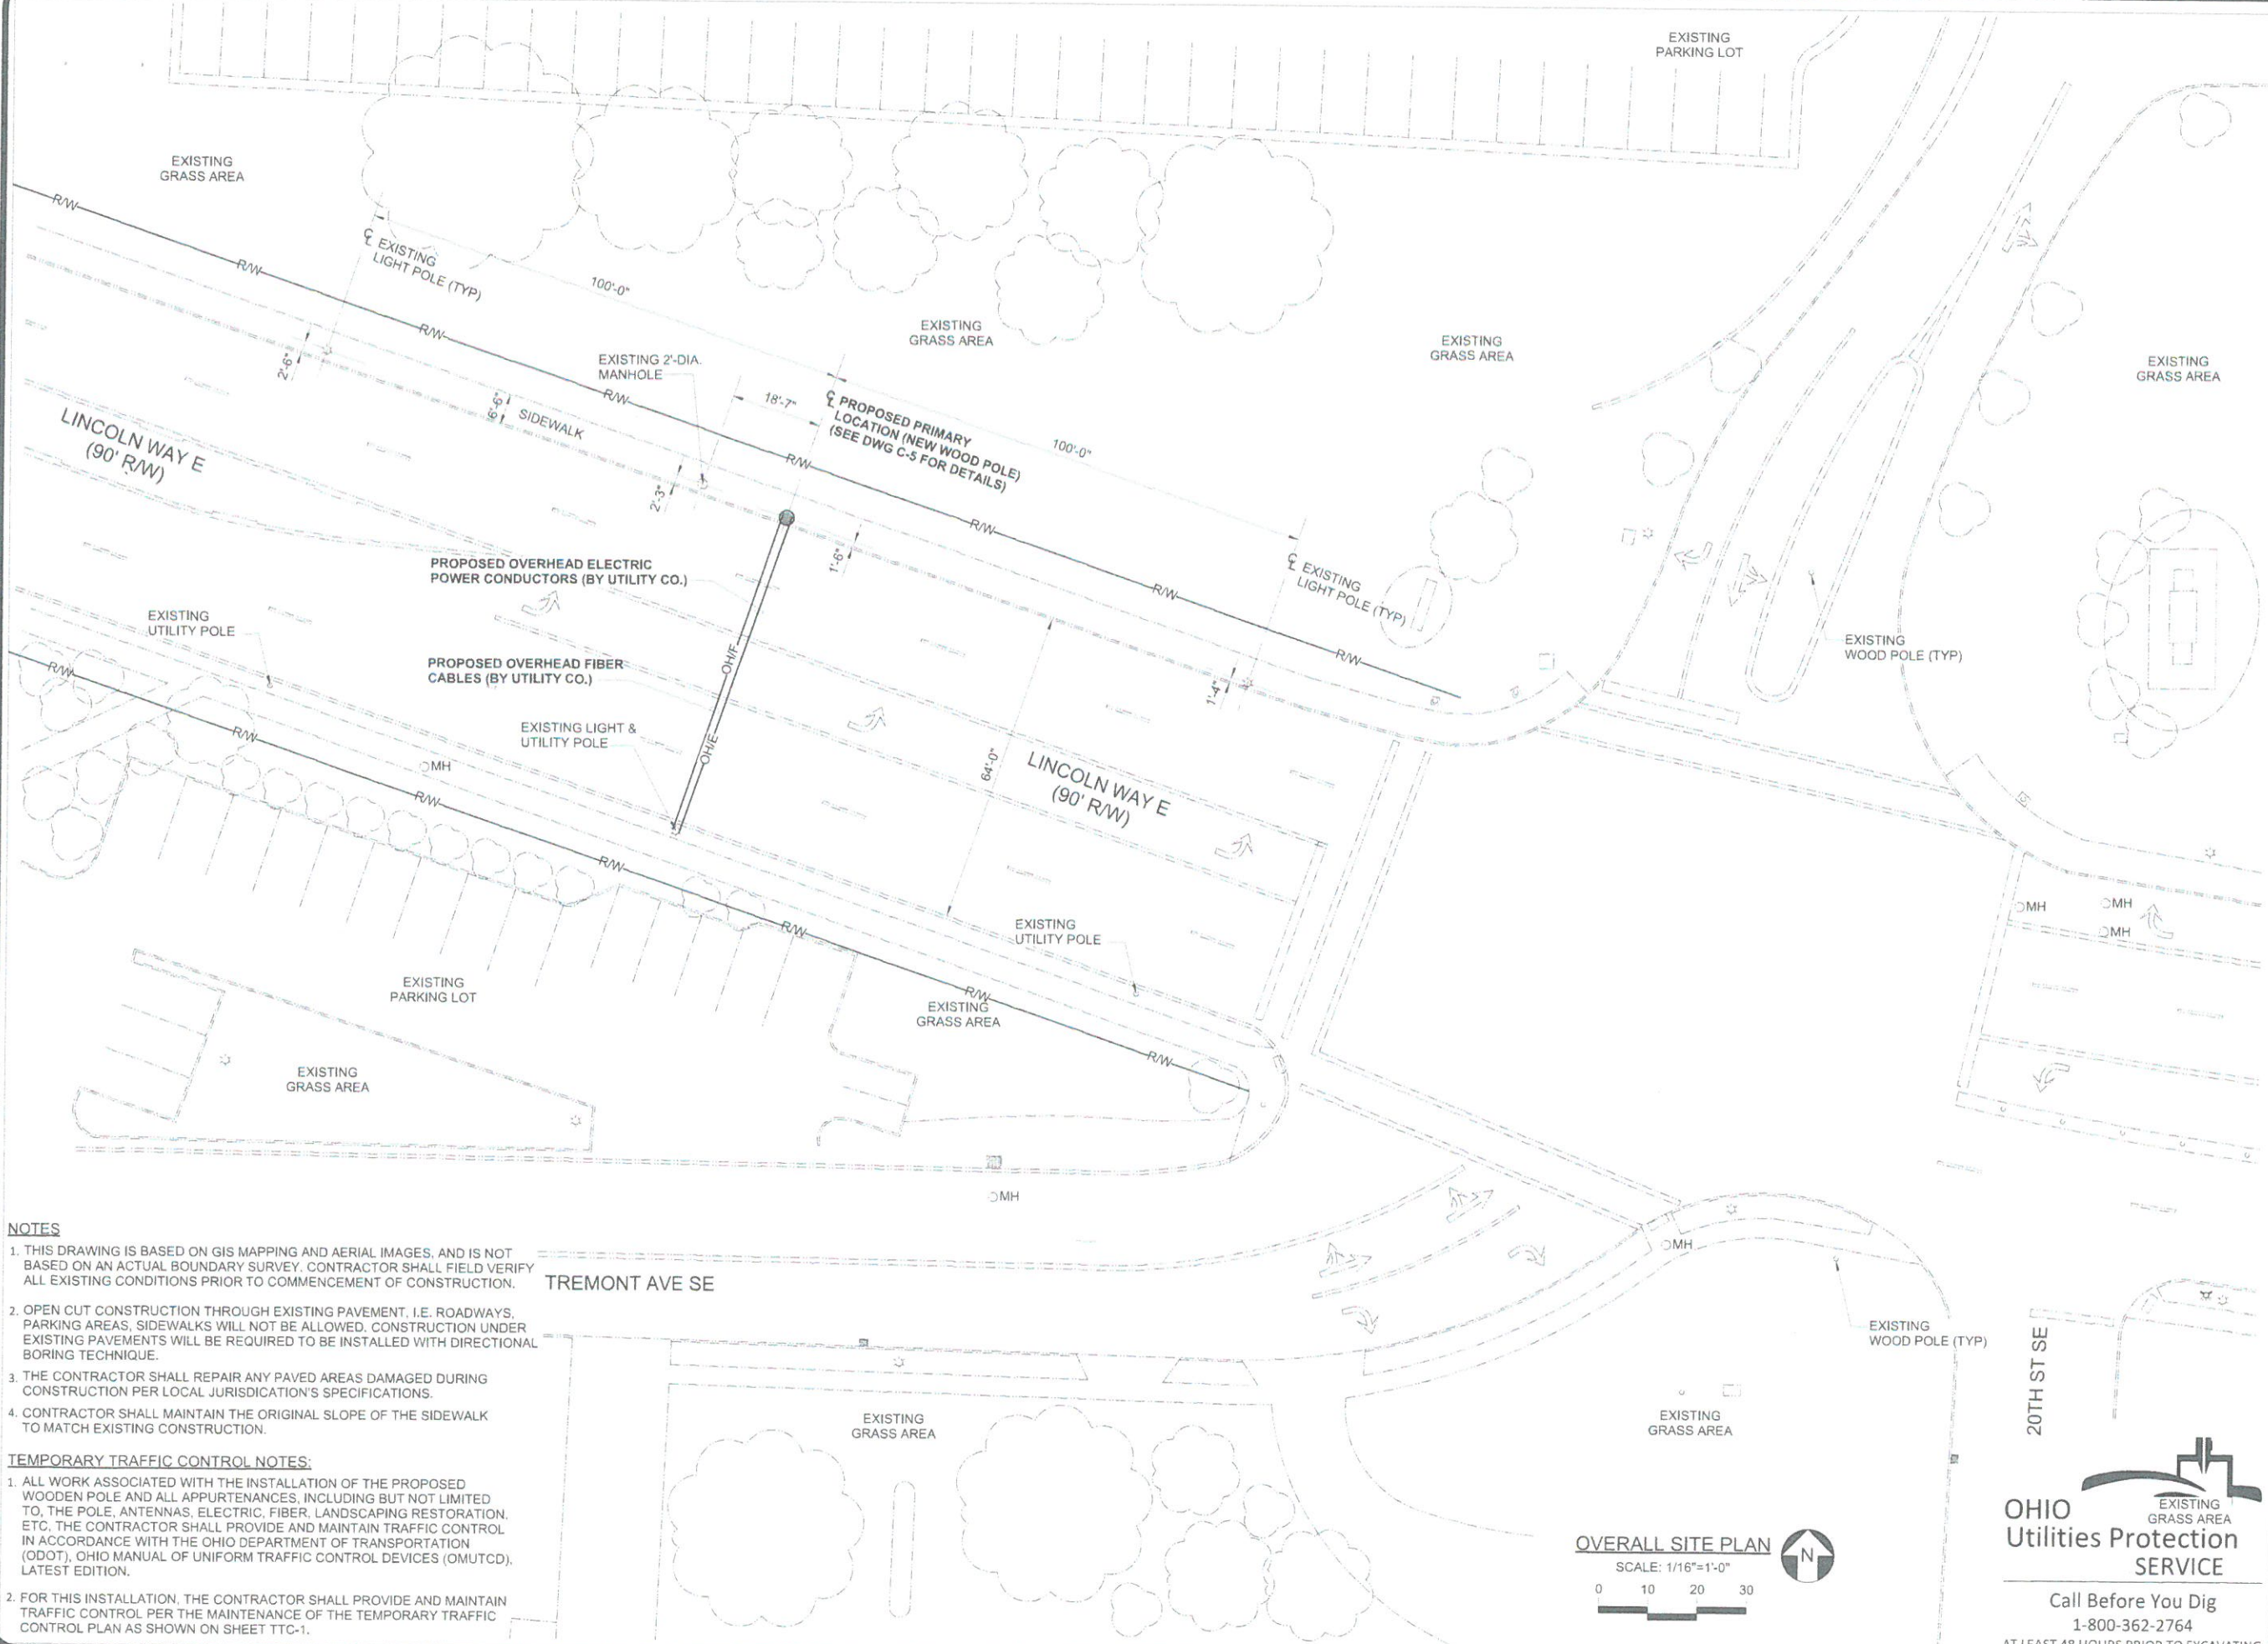 EXISTING
PARKING LOT
EXISTING
GRASS AREA
R/W
R/W
R/W
R/W
R/W
R/W
R/W
R/W
℄ EXISTING
LIGHT POLE (TYP)
100'-0"
EXISTING
GRASS AREA
EXISTING
GRASS AREA
EXISTING
GRASS AREA
2'-6"
EXISTING 2'-DIA.
MANHOLE
6'-6"
SIDEWALK
18'-7"
℄ PROPOSED PRIMARY
LOCATION (NEW WOOD POLE)
(SEE DWG C-5 FOR DETAILS)
100'-0"
LINCOLN WAY E
(90' R/W)
2'-3"
1'-6"
℄ EXISTING
LIGHT POLE (TYP)
PROPOSED OVERHEAD ELECTRIC
POWER CONDUCTORS (BY UTILITY CO.)
EXISTING
UTILITY POLE
OH/F
EXISTING
WOOD POLE (TYP)
PROPOSED OVERHEAD FIBER
CABLES (BY UTILITY CO.)
1'-4"
EXISTING LIGHT &
UTILITY POLE
OH/E
64'-0"
LINCOLN WAY E
(90' R/W)
R/W
R/W
MH
R/W
R/W
R/W
R/W
R/W
EXISTING
UTILITY POLE
MH
MH
MH
EXISTING
PARKING LOT
EXISTING
GRASS AREA
EXISTING
GRASS AREA
MH
MH
NOTES
1. THIS DRAWING IS BASED ON GIS MAPPING AND AERIAL IMAGES, AND IS NOT
BASED ON AN ACTUAL BOUNDARY SURVEY. CONTRACTOR SHALL FIELD VERIFY
ALL EXISTING CONDITIONS PRIOR TO COMMENCEMENT OF CONSTRUCTION.
2. OPEN CUT CONSTRUCTION THROUGH EXISTING PAVEMENT, I.E. ROADWAYS,
PARKING AREAS, SIDEWALKS WILL NOT BE ALLOWED. CONSTRUCTION UNDER
EXISTING PAVEMENTS WILL BE REQUIRED TO BE INSTALLED WITH DIRECTIONAL
BORING TECHNIQUE.
3. THE CONTRACTOR SHALL REPAIR ANY PAVED AREAS DAMAGED DURING
CONSTRUCTION PER LOCAL JURISDICATION'S SPECIFICATIONS.
4. CONTRACTOR SHALL MAINTAIN THE ORIGINAL SLOPE OF THE SIDEWALK
TO MATCH EXISTING CONSTRUCTION.
TEMPORARY TRAFFIC CONTROL NOTES:
1. ALL WORK ASSOCIATED WITH THE INSTALLATION OF THE PROPOSED
WOODEN POLE AND ALL APPURTENANCES, INCLUDING BUT NOT LIMITED
TO, THE POLE, ANTENNAS, ELECTRIC, FIBER, LANDSCAPING RESTORATION,
ETC. THE CONTRACTOR SHALL PROVIDE AND MAINTAIN TRAFFIC CONTROL
IN ACCORDANCE WITH THE OHIO DEPARTMENT OF TRANSPORTATION
(ODOT), OHIO MANUAL OF UNIFORM TRAFFIC CONTROL DEVICES (OMUTCD),
LATEST EDITION.
2. FOR THIS INSTALLATION, THE CONTRACTOR SHALL PROVIDE AND MAINTAIN
TRAFFIC CONTROL PER THE MAINTENANCE OF THE TEMPORARY TRAFFIC
CONTROL PLAN AS SHOWN ON SHEET TTC-1.
TREMONT AVE SE
EXISTING
GRASS AREA
EXISTING
GRASS AREA
EXISTING
WOOD POLE (TYP)
20TH ST SE
OVERALL SITE PLAN
SCALE: 1/16"=1'-0"
0 10 20 30
N
EXISTING
GRASS AREA
OHIO
Utilities Protection
SERVICE
Call Before You Dig
1-800-362-2764
AT LEAST 48 HOURS PRIOR TO EXCAVATING